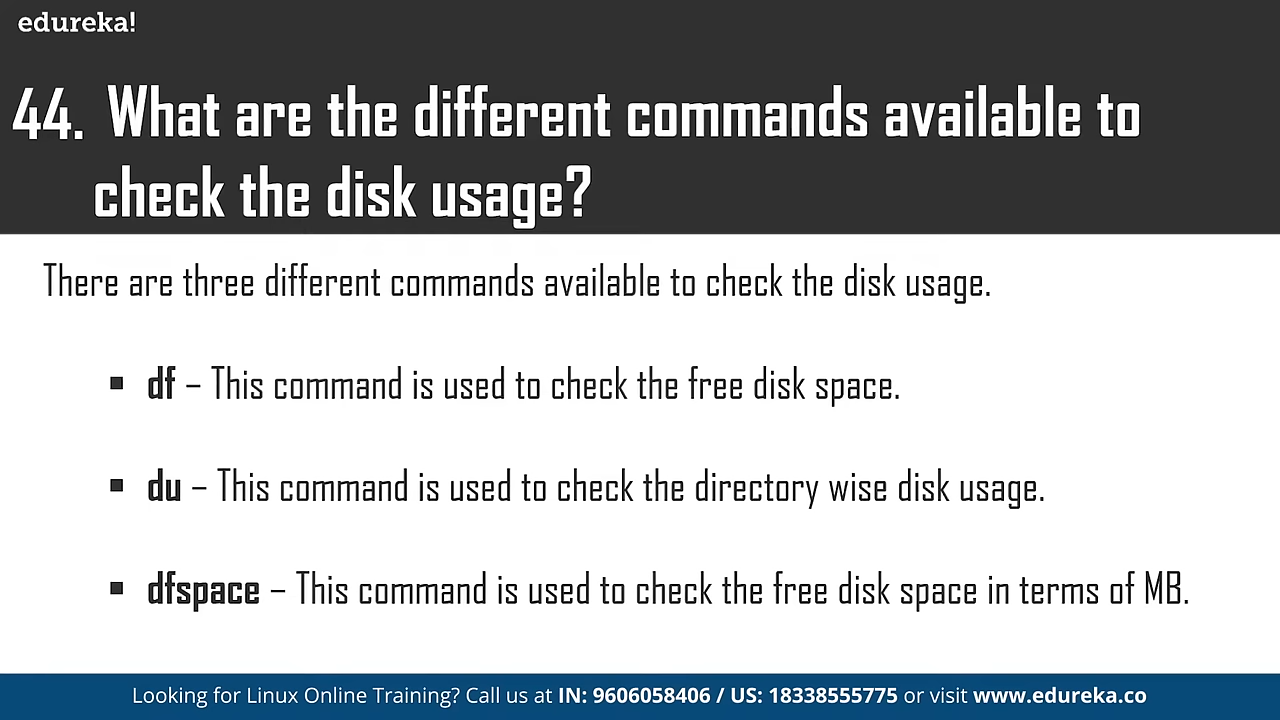 edureka!
44. What are the different commands available to
check the disk usage?
There are three different commands available to check the disk usage.
▪ df – This command is used to check the free disk space.
▪ du – This command is used to check the directory wise disk usage.
▪ dfspace – This command is used to check the free disk space in terms of MB.
Looking for Linux Online Training? Call us at IN: 9606058406 / US: 18338555775 or visit www.edureka.co